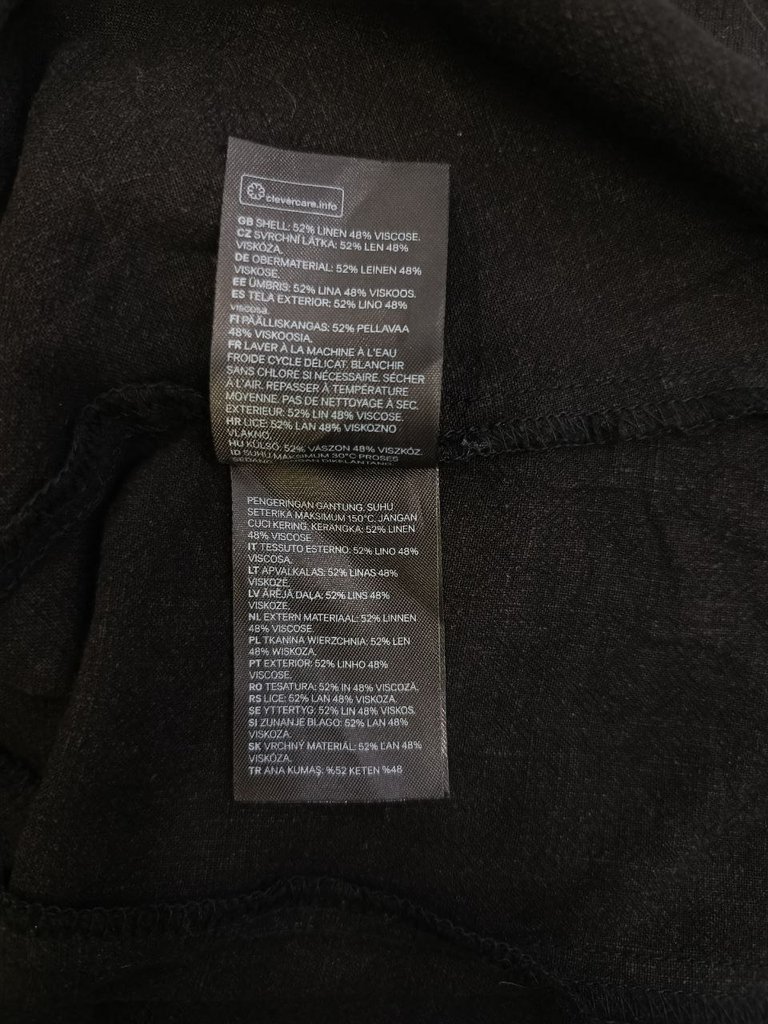 clevercare.info
GB SHELL: 52% LINEN 48% VISCOSE.
CZ SVRCHNÍ LÁTKA: 52% LEN 48%
VISKÓZA.
DE OBERMATERIAL: 52% LEINEN 48%
VISKOSE.
EE ÜMBRIS: 52% LINA 48% VISKOOS.
ES TELA EXTERIOR: 52% LINO 48%
viscosa.
FI PÄÄLLISKANGAS: 52% PELLAVAA
48% VISKOOSIA.
FR LAVER À LA MACHINE À L'EAU
FROIDE CYCLE DÉLICAT. BLANCHIR
SANS CHLORE SI NÉCESSAIRE. SÉCHER
À L'AIR. REPASSER À TEMPÉRATURE
MOYENNE. PAS DE NETTOYAGE À SEC.
EXTERIEUR: 52% LIN 48% VISCOSE.
HR LICE: 52% LAN 48% VISKOZNO
VLAKNO.
HU KÜLSŐ: 52% VÁSZON 48% VISZKÓZ.
ID SUHU MAKSIMUM 30°C PROSES
PENGERINGAN GANTUNG. SUHU
SETERIKA MAKSIMUM 150°C. JANGAN
CUCI KERING. KERANGKA: 52% LINEN
48% VISCOSE.
IT TESSUTO ESTERNO: 52% LINO 48%
VISCOSA.
LT APVALKALAS: 52% LINAS 48%
VISKOZĖ.
LV ĀRĒJĀ DAĻA: 52% LINS 48%
VISKOZE.
NL EXTERN MATERIAAL: 52% LINNEN
48% VISCOSE.
PL TKANINA WIERZCHNIA: 52% LEN
48% WISKOZA.
PT EXTERIOR: 52% LINHO 48%
VISCOSE.
RO TESATURA: 52% IN 48% VISCOZĂ.
RS LICE: 52% LAN 48% VISKOZA.
SE YTTERTYG: 52% LIN 48% VISKOS.
SI ZUNANJE BLAGO: 52% LAN 48%
VISKOZA.
SK VRCHNÝ MATERIÁL: 52% ĽAN 48%
VISKÓZA.
TR ANA KUMAŞ: %52 KETEN %48